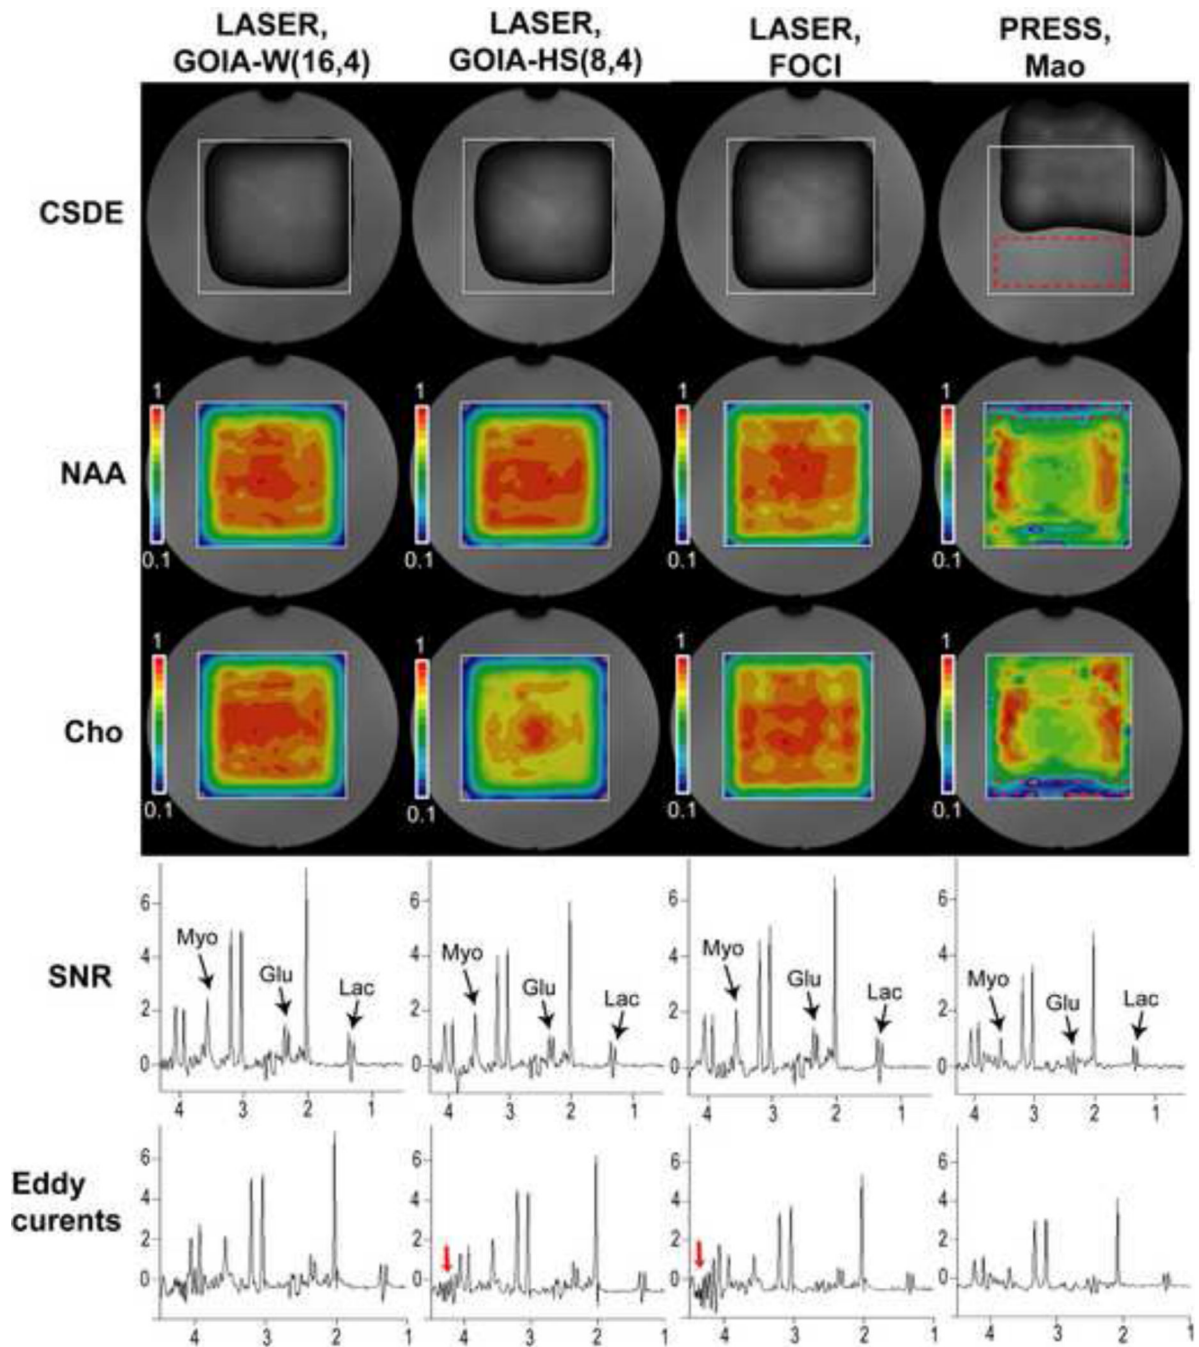 LASER, LASER, LASER, PRESS,
GOIA-W(16,4) GOIA-HS(8,4) FOCI Mao
CSDE
1 1 1 1
NAA
0.1 0.1 0.1 0.1
1 1 1 1
Cho
0.1 0.1 0.1 0.1
SNR
6 4 2 0
Myo Glu Lac
4 3 2 1
6 4 2 0
Myo Glu Lac
4 3 2 1
6 4 2 0
Myo Glu Lac
4 3 2 1
6 4 2 0
Myo Glu Lac
4 3 2 1
Eddy
curents
6 4 2 0
4 3 2 1
6 4 2 0
4 3 2 1
6 4 2 0
4 3 2 1
6 4 2 0
4 3 2 1